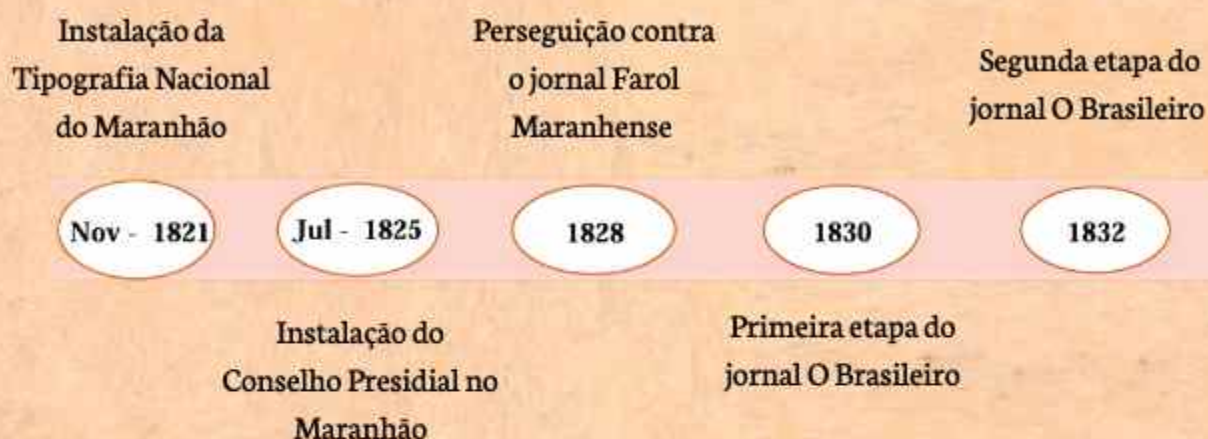 Instalação da
Tipografia Nacional
do Maranhão
Perseguição contra
o jornal Farol
Maranhense
Segunda etapa do
jornal O Brasileiro
Nov - 1821
Jul - 1825
1828
1830
1832
Instalação do
Conselho Presidial no
Maranhão
Primeira etapa do
jornal O Brasileiro